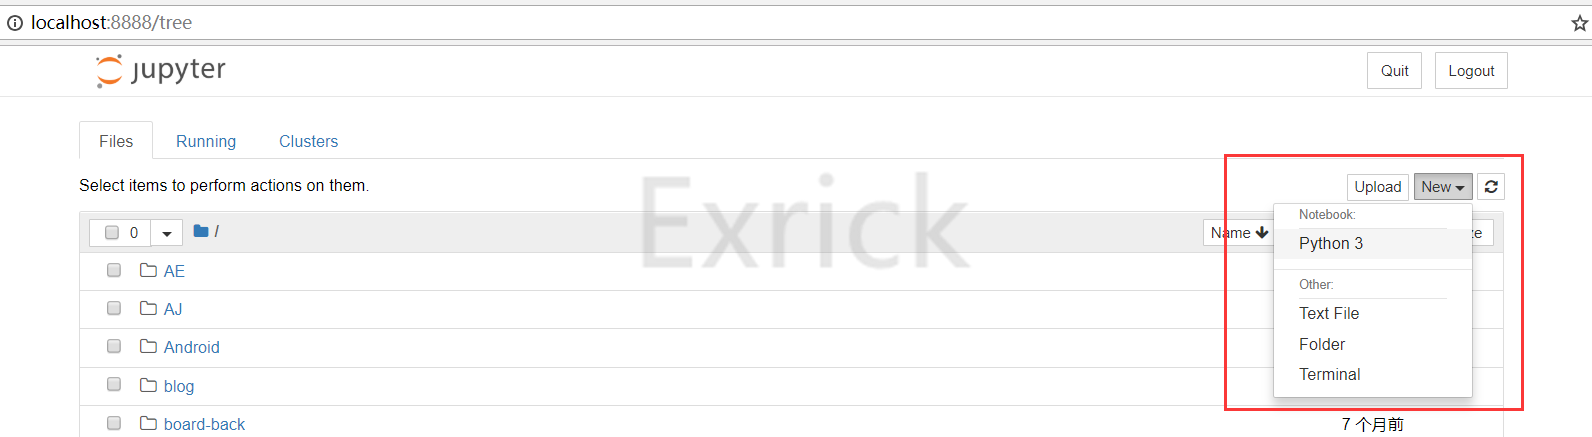 localhost:8888/tree
jupyter
Quit Logout
Files Running Clusters
Select items to perform actions on them.
Exrick
Upload New
Notebook:
0 /
Name
Python 3
AE
Other:
AJ
Text File
Android
Folder
blog
Terminal
board-back
7 个月前